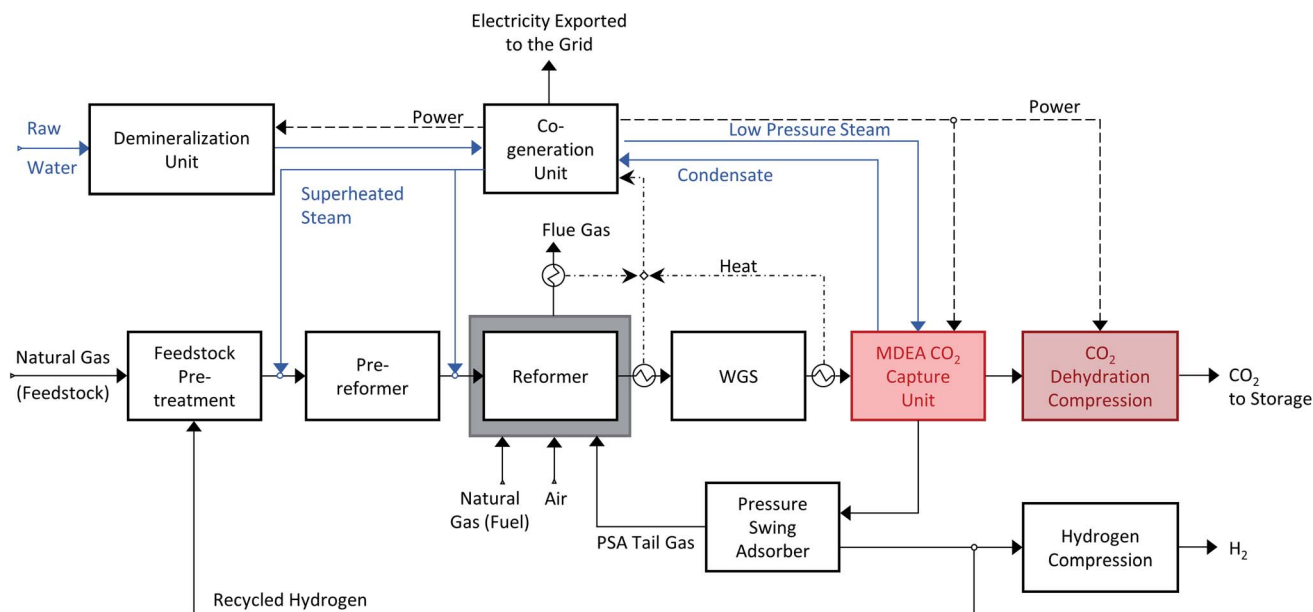 Electricity Exported
to the Grid
Raw
Water
Demineralization
Unit
Power
Co-
generation
Unit
Power
Low Pressure Steam
Condensate
Superheated
Steam
Flue Gas
Heat
Natural Gas
(Feedstock)
Feedstock
Pre-
treatment
Pre-
reformer
Reformer
WGS
MDEA CO₂
Capture
Unit
CO₂
Dehydration
Compression
CO₂
to Storage
Natural
Gas (Fuel)
Air
PSA Tail Gas
Pressure
Swing
Adsorber
Hydrogen
Compression
H₂
Recycled Hydrogen